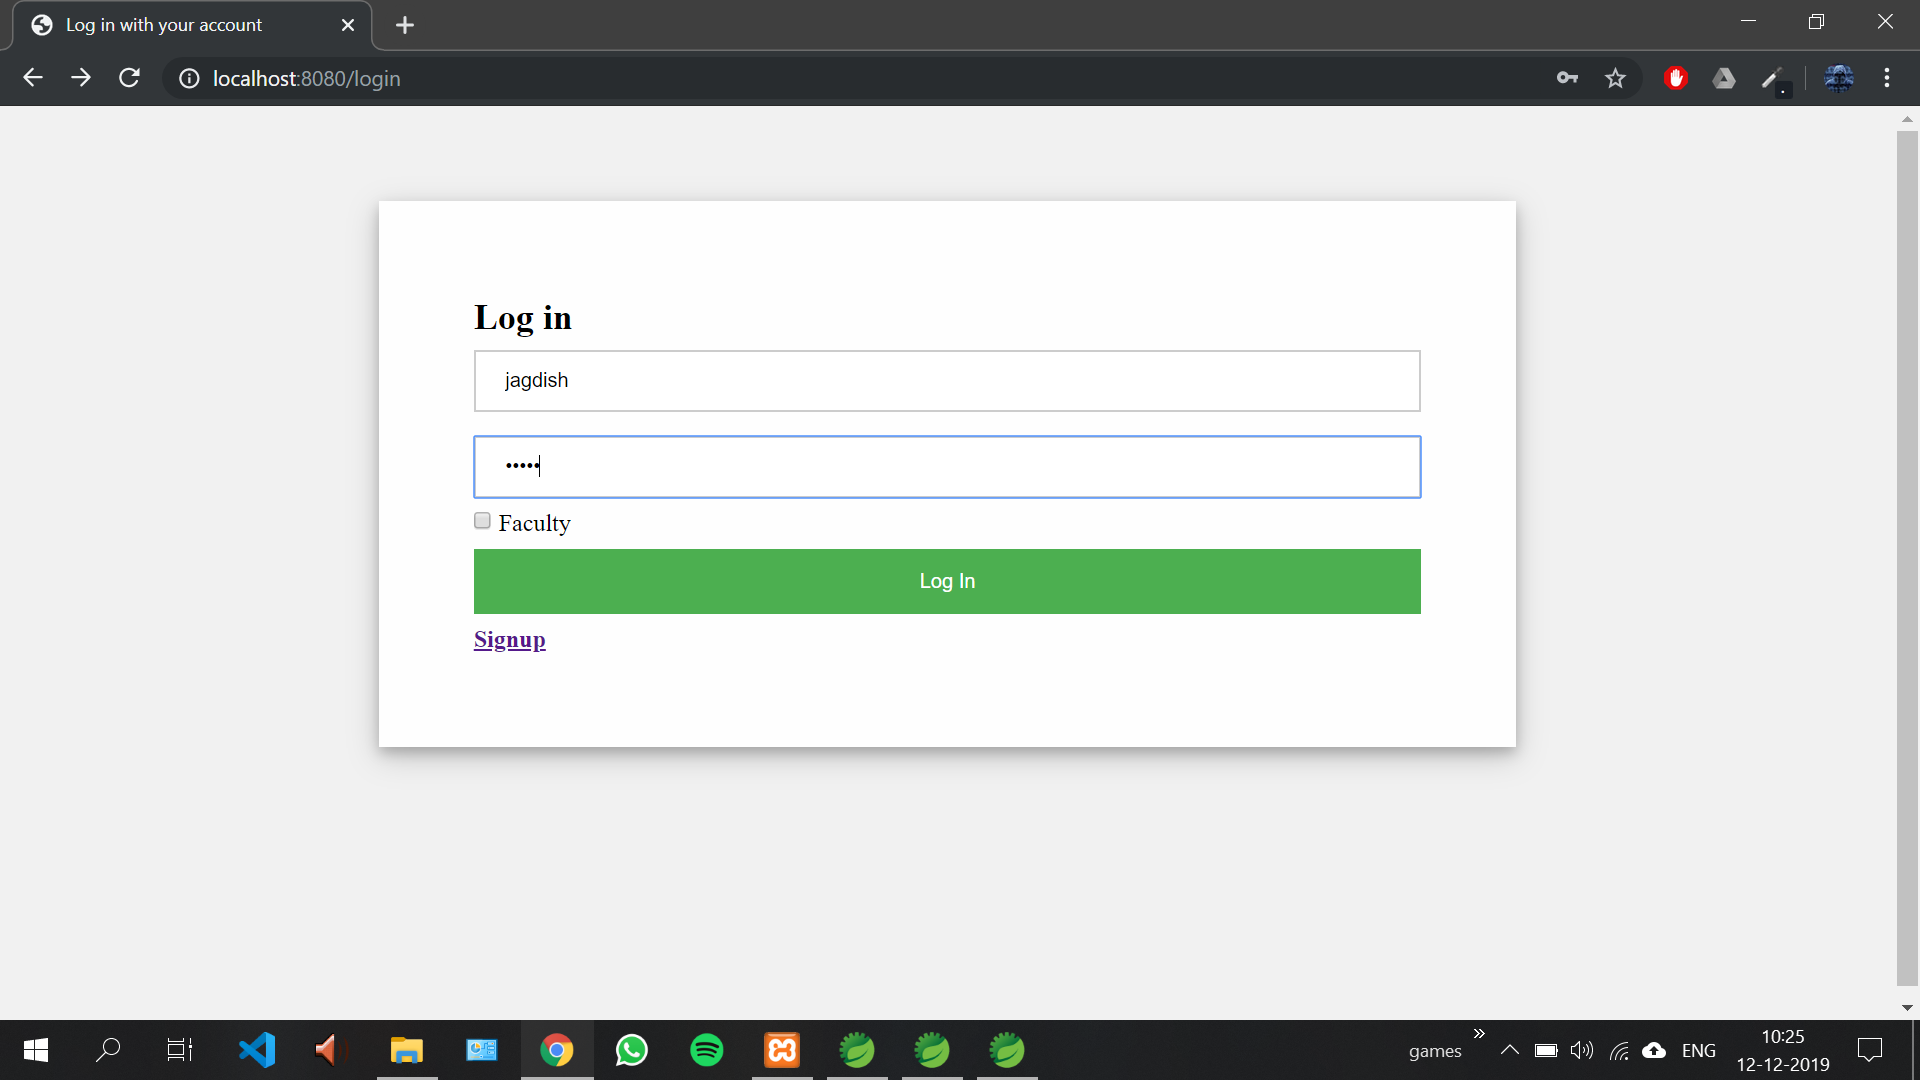 Log in with your account
localhost:8080/login
Log in
jagdish
•••••
Faculty
Log In
Signup
games
ENG
10:25
12-12-2019